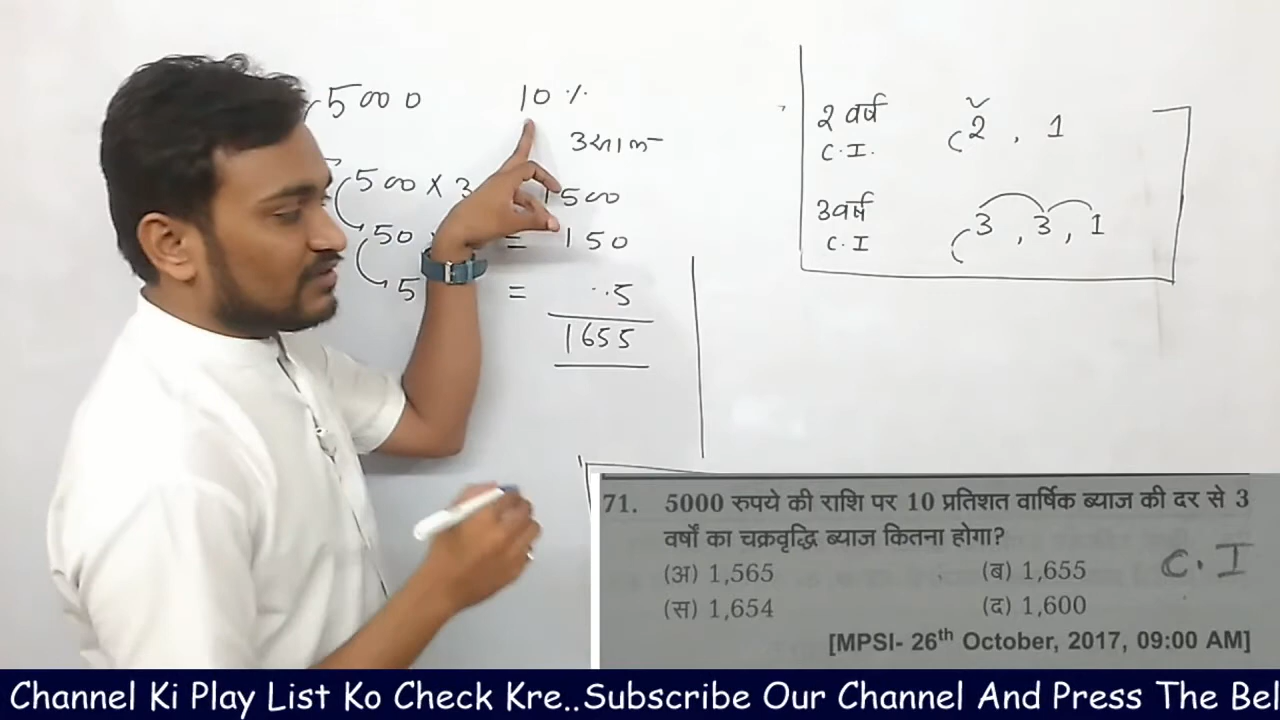 5000 10 %
3साल
500 x 3 1500
50 = 150
5 = 5
1655
2 वर्ष 2 , 1
C.I.
3वर्ष 3 , 3 , 1
C.I
71. 5000 रुपये की राशि पर 10 प्रतिशत वार्षिक ब्याज की दर से 3
वर्षों का चक्रवृद्धि ब्याज कितना होगा?
C.I
(अ) 1,565 (ब) 1,655
(स) 1,654 (द) 1,600
[MPSI- 26th October, 2017, 09:00 AM]
Channel Ki Play List Ko Check Kre..Subscribe Our Channel And Press The Bel